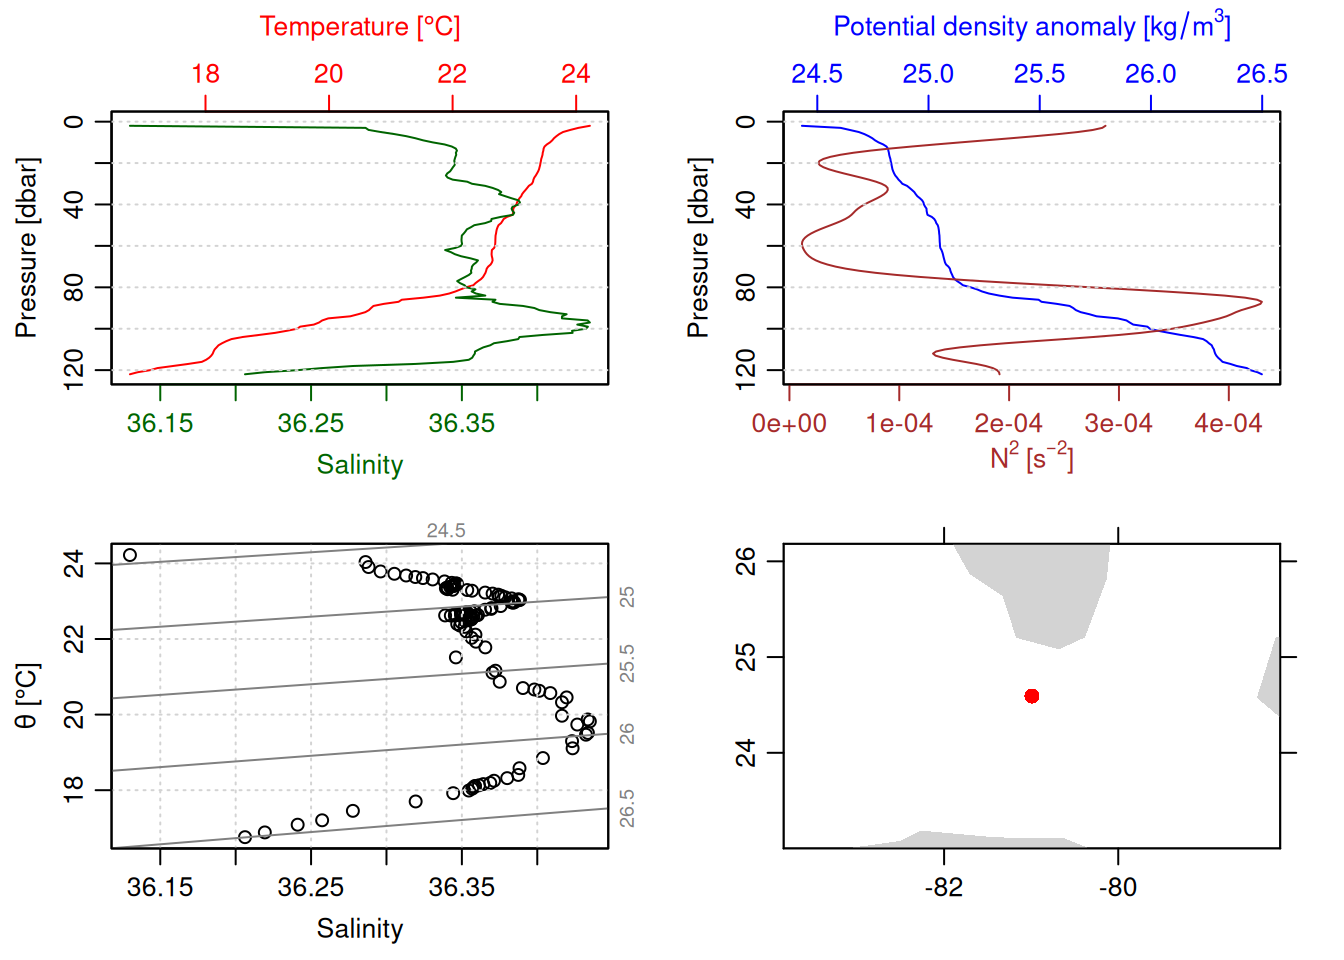 Temperature [°C]
18 20 22 24
Pressure [dbar]
0
40
80
120
36.15 36.25 36.35
Salinity
Potential density anomaly [kg/m³]
24.5 25.0 25.5 26.0 26.5
Pressure [dbar]
0
40
80
120
0e+00 1e-04 2e-04 3e-04 4e-04
N² [s⁻²]
24.5
25
25.5
26
26.5
θ [°C]
24
22
20
18
36.15 36.25 36.35
Salinity
26
25
24
-82 -80